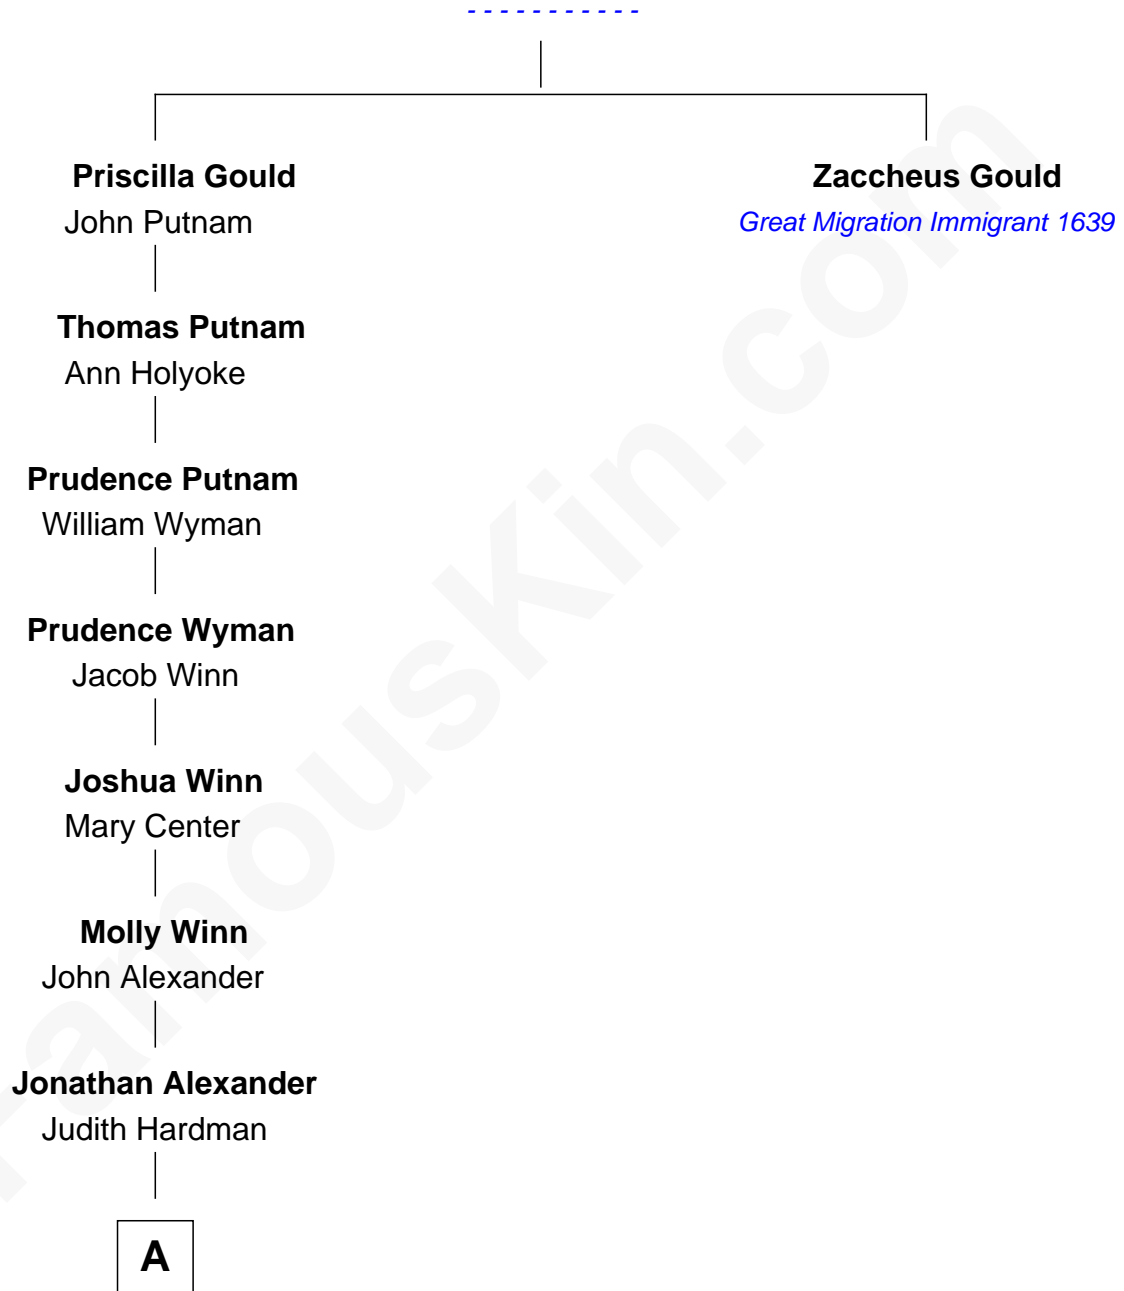 - - - - - - - - - - -
Priscilla Gould
John Putnam
Zaccheus Gould
Great Migration Immigrant 1639
Thomas Putnam
Ann Holyoke
Prudence Putnam
William Wyman
Prudence Wyman
Jacob Winn
Joshua Winn
Mary Center
Molly Winn
John Alexander
Jonathan Alexander
Judith Hardman
A
FamousKin.com